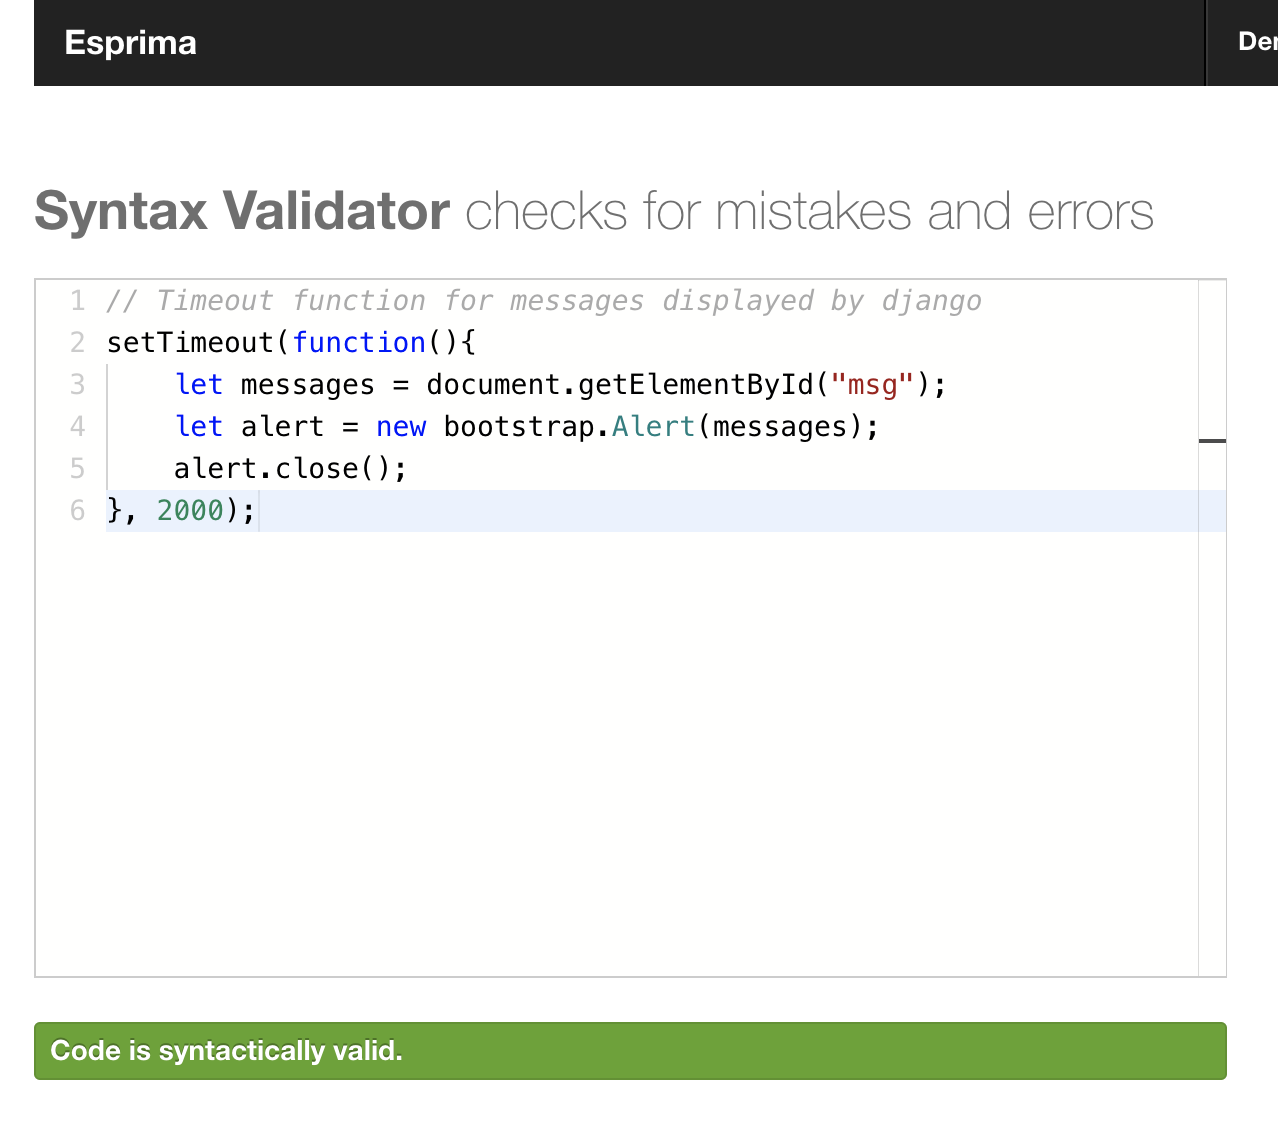 Esprima
Syntax Validator checks for mistakes and errors
1 // Timeout function for messages displayed by django
2 setTimeout(function(){
3     let messages = document.getElementById("msg");
4     let alert = new bootstrap.Alert(messages);
5     alert.close();
6 }, 2000);
Code is syntactically valid.